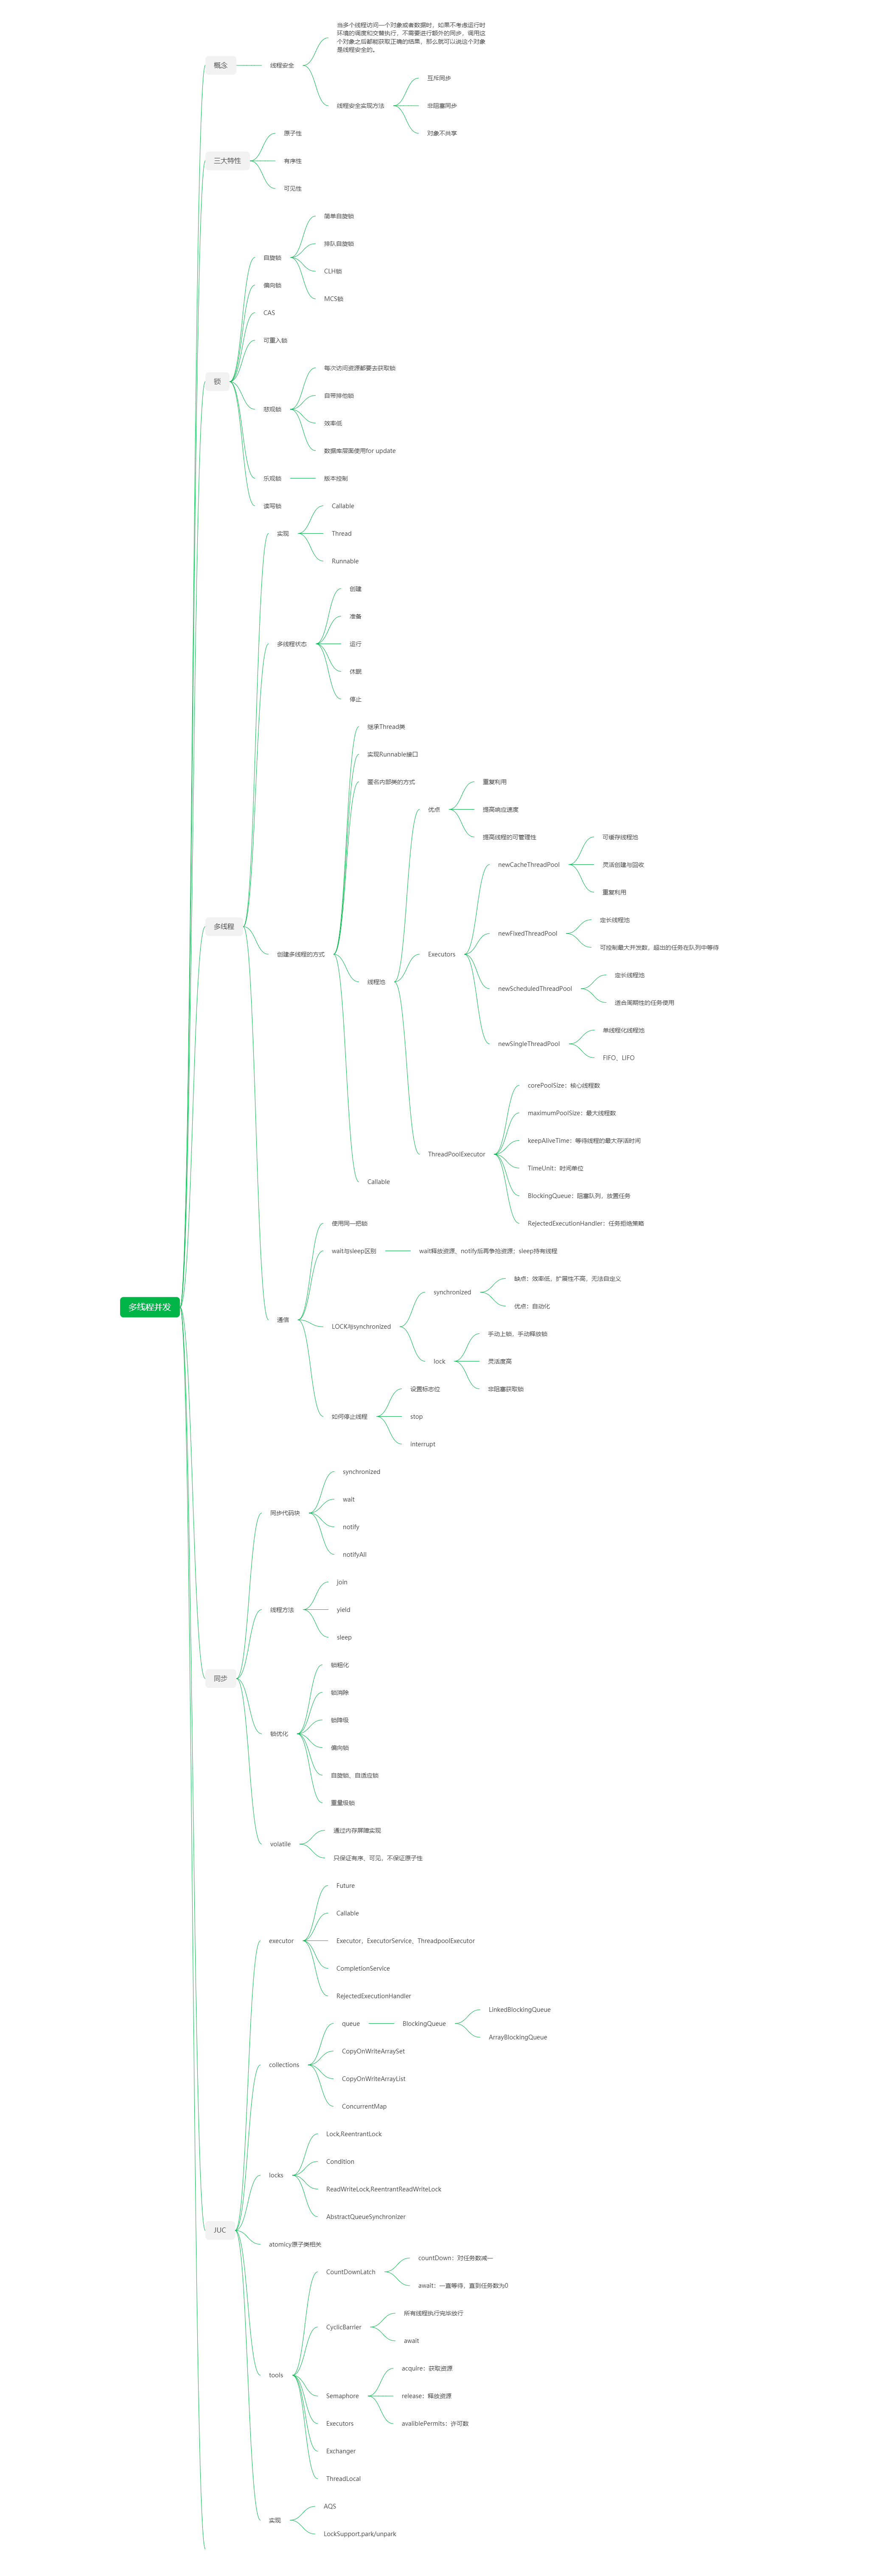 当多个线程访问一个对象或者数据时，如果不考虑运行时
环境的调度和交替执行，不需要进行额外的同步，调用这
个对象之后都能获取正确的结果，那么就可以说这个对象
是线程安全的。
概念
线程安全
线程安全实现方法
互斥同步
非阻塞同步
对象不共享
三大特性
原子性
有序性
可见性
锁
自旋锁
简单自旋锁
排队自旋锁
CLH锁
MCS锁
偏向锁
CAS
可重入锁
悲观锁
每次访问资源都要去获取锁
自带排他锁
效率低
数据库层面使用for update
乐观锁
版本控制
读写锁
多线程
实现
Callable
Thread
Runnable
多线程状态
创建
准备
运行
休眠
停止
创建多线程的方式
继承Thread类
实现Runnable接口
匿名内部类的方式
线程池
优点
重复利用
提高响应速度
提高线程的可管理性
Executors
newCacheThreadPool
可缓存线程池
灵活创建与回收
重复利用
newFixedThreadPool
定长线程池
可控制最大并发数，超出的任务在队列中等待
newScheduledThreadPool
定长线程池
适合周期性的任务使用
newSingleThreadPool
单线程化线程池
FIFO，LIFO
ThreadPoolExecutor
corePoolSize：核心线程数
maximumPoolSize：最大线程数
keepAliveTime：等待线程的最大存活时间
TimeUnit：时间单位
BlockingQueue：阻塞队列，放置任务
RejectedExecutionHandler：任务拒绝策略
Callable
通信
使用同一把锁
wait与sleep区别
wait释放资源，notify后再争抢资源；sleep持有线程
LOCK与synchronized
synchronized
缺点：效率低，扩展性不高，无法自定义
优点：自动化
lock
手动上锁，手动释放锁
灵活度高
非阻塞获取锁
如何停止线程
设置标志位
stop
interrupt
多线程并发
同步
同步代码块
synchronized
wait
notify
notifyAll
线程方法
join
yield
sleep
锁优化
锁粗化
锁消除
锁降级
偏向锁
自旋锁，自适应锁
重量级锁
volatile
通过内存屏障实现
只保证有序，可见，不保证原子性
JUC
executor
Future
Callable
Executor，ExecutorService，ThreadpoolExecutor
CompletionService
RejectedExecutionHandler
collections
queue
BlockingQueue
LinkedBlockingQueue
ArrayBlockingQueue
CopyOnWriteArraySet
CopyOnWriteArrayList
ConcurrentMap
locks
Lock,ReentrantLock
Condition
ReadWriteLock,ReentrantReadWriteLock
AbstractQueueSynchronizer
atomicy原子类相关
tools
CountDownLatch
countDown：对任务数减一
await：一直等待，直到任务数为0
CyclicBarrier
所有线程执行完毕放行
await
Semaphore
acquire：获取资源
release：释放资源
avaliblePermits：许可数
Executors
Exchanger
ThreadLocal
实现
AQS
LockSupport.park/unpark